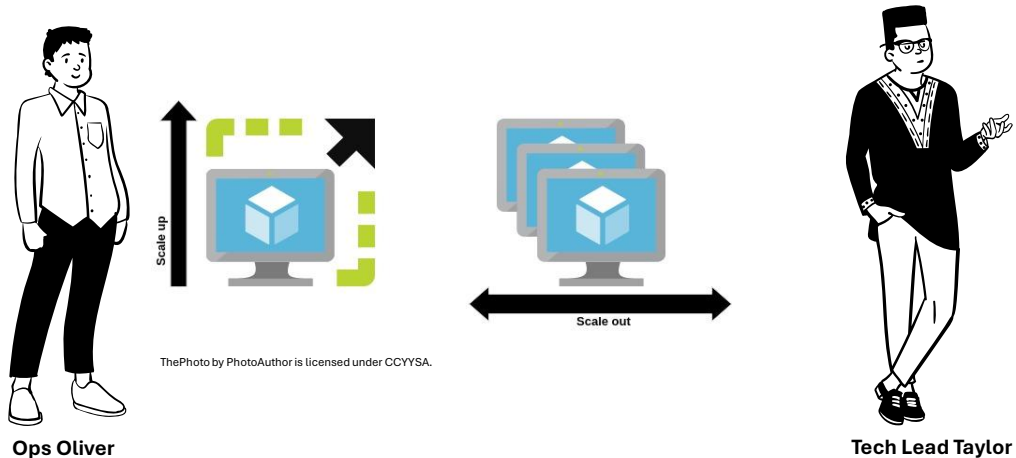 Scale up
Scale out
ThePhoto by PhotoAuthor is licensed under CCYYSA.
Ops Oliver
Tech Lead Taylor